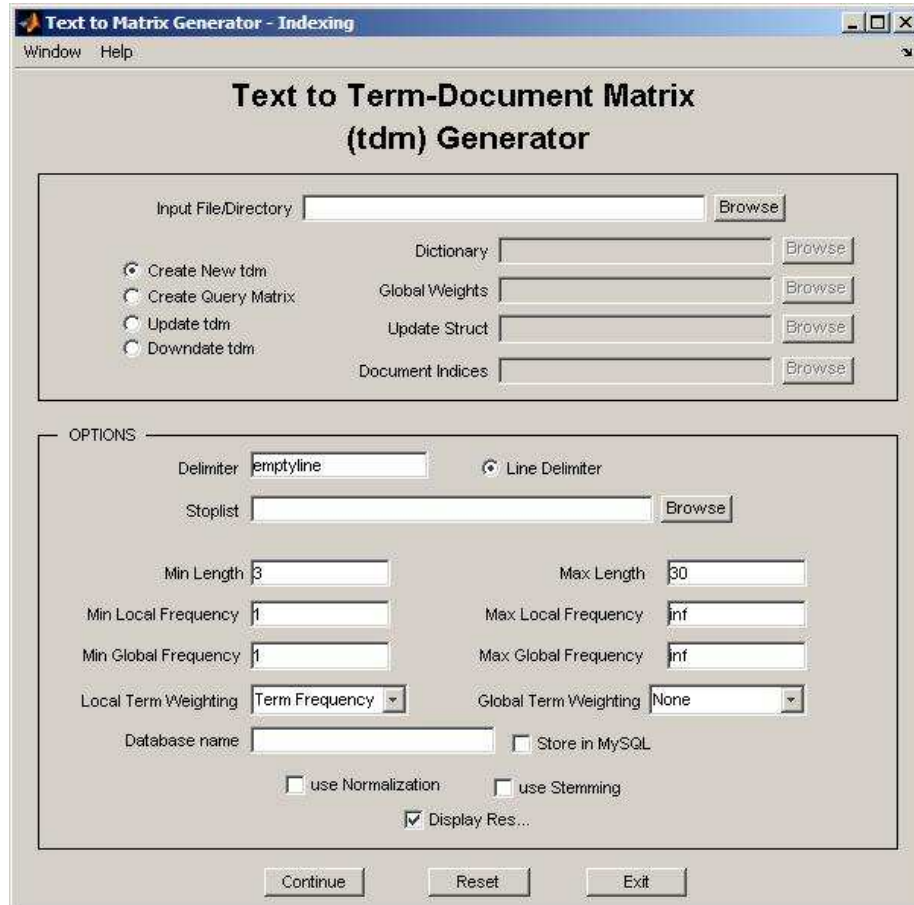 Text to Matrix Generator - Indexing
Window Help
Text to Term-Document Matrix
(tdm) Generator
Input File/Directory Browse
Dictionary Browse
Create New tdm
Global Weights Browse
Create Query Matrix
Update Struct Browse
Update tdm
Downdate tdm
Document Indices Browse
OPTIONS
Delimiter emptyline Line Delimiter
Stoplist Browse
Min Length 3 Max Length 30
Min Local Frequency 1 Max Local Frequency inf
Min Global Frequency 1 Max Global Frequency inf
Local Term Weighting Term Frequency Global Term Weighting None
Database name Store in MySQL
use Normalization use Stemming
Display Res...
Continue Reset Exit